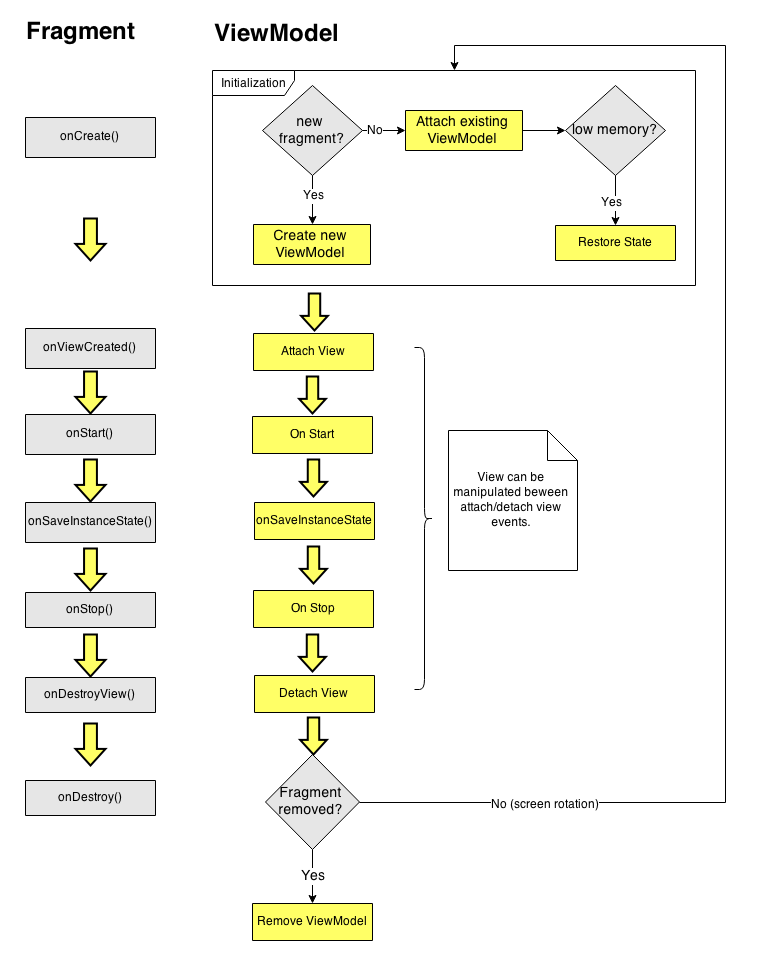 Fragment
ViewModel
Initialization
onCreate()
new
fragment?
No
Attach existing
ViewModel
low memory?
Yes
Yes
Create new
ViewModel
Restore State
onViewCreated()
Attach View
onStart()
On Start
View can be
manipulated beween
attach/detach view
events.
onSaveInstanceState()
onSaveInstanceState
onStop()
On Stop
onDestroyView()
Detach View
onDestroy()
Fragment
removed?
No (screen rotation)
Yes
Remove ViewModel